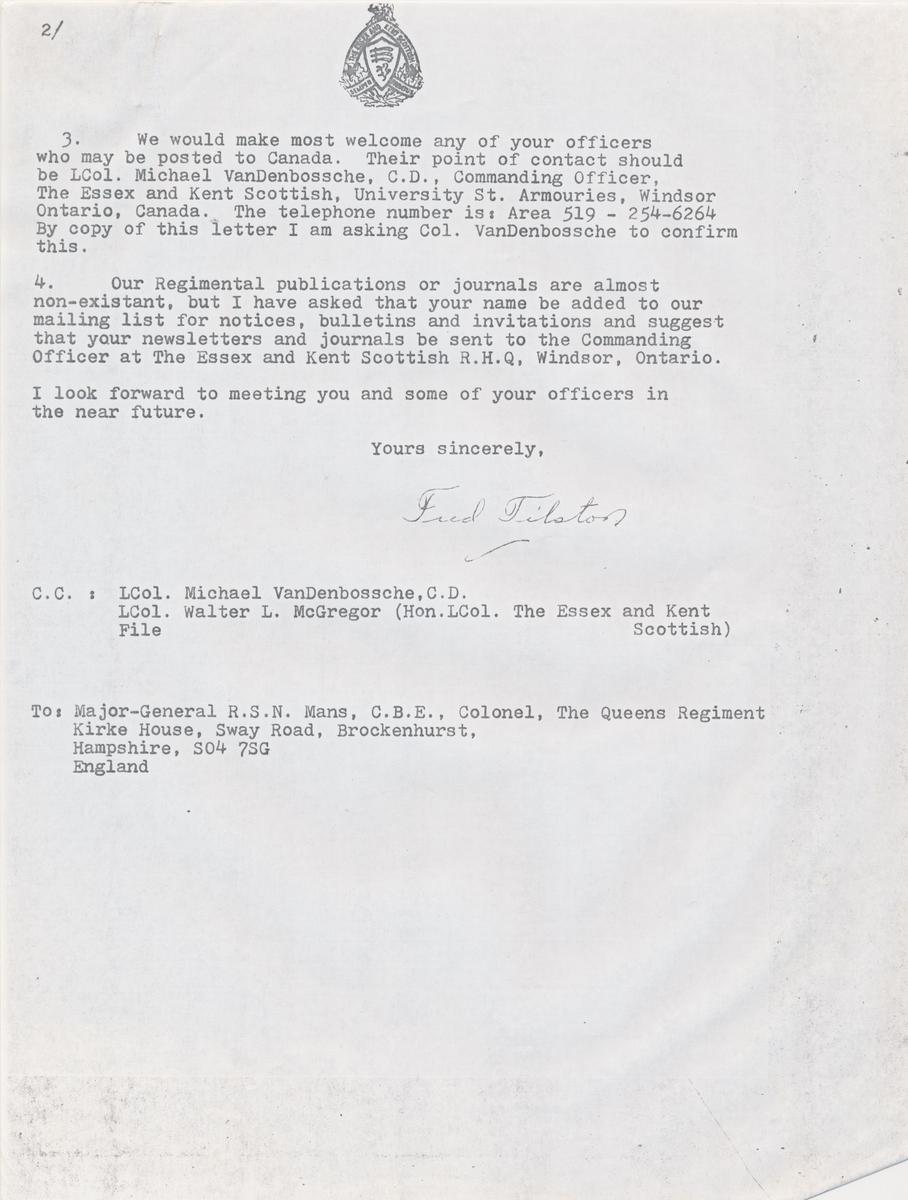 2/
THE ESSEX AND KENT SCOTTISH
3. We would make most welcome any of your officers
who may be posted to Canada. Their point of contact should
be LCol. Michael VanDenbossche, C.D., Commanding Officer,
The Essex and Kent Scottish, University St. Armouries, Windsor
Ontario, Canada. The telephone number is: Area 519 - 254-6264
By copy of this letter I am asking Col. VanDenbossche to confirm
this.
4. Our Regimental publications or journals are almost
non-existant, but I have asked that your name be added to our
mailing list for notices, bulletins and invitations and suggest
that your newsletters and journals be sent to the Commanding
Officer at The Essex and Kent Scottish R.H.Q, Windsor, Ontario.
I look forward to meeting you and some of your officers in
the near future.
Yours sincerely,
Fred Tilston
C.C. : LCol. Michael VanDenbossche,C.D.
LCol. Walter L. McGregor (Hon.LCol. The Essex and Kent
File Scottish)
To: Major-General R.S.N. Mans, C.B.E., Colonel, The Queens Regiment
Kirke House, Sway Road, Brockenhurst,
Hampshire, S04 7SG
England